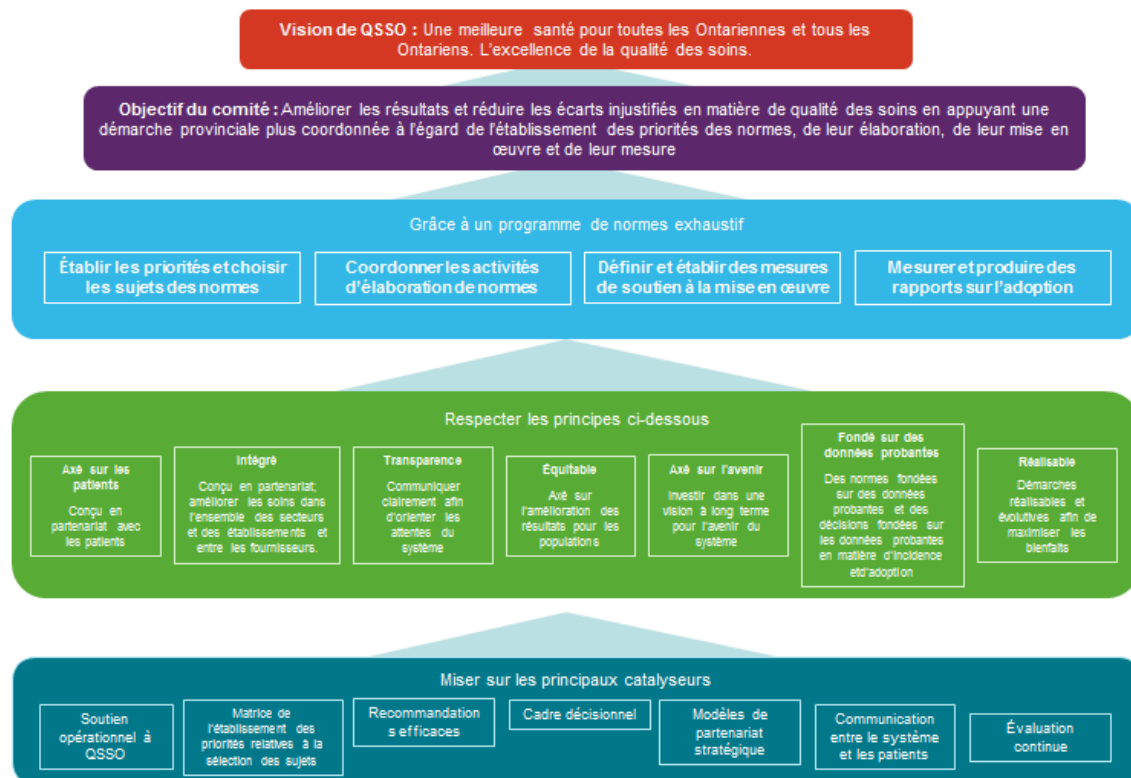 Vision de QSSO : Une meilleure santé pour toutes les Ontariennes et tous les
Ontariens. L'excellence de la qualité des soins.
Objectif du comité : Améliorer les résultats et réduire les écarts injustifiés en matière de qualité des soins en appuyant une
démarche provinciale plus coordonnée à l'égard de l'établissement des priorités des normes, de leur élaboration, de leur mise en
œuvre et de leur mesure
Grâce à un programme de normes exhaustif
Établir les priorités et choisir
les sujets des normes
Coordonner les activités
d'élaboration de normes
Définir et établir des mesures
de soutien à la mise en œuvre
Mesurer et produire des
rapports sur l'adoption
Respecter les principes ci-dessous
Axé sur les
patients
Conçu en
partenariat avec
les patients
Intégré
Conçu en partenariat;
améliorer les soins dans
l'ensemble des secteurs
et des établissements et
entre les fournisseurs.
Transparence
Communiquer
clairement afin
d'orienter les
attentes du
système
Équitable
Axé sur
l'amélioration des
résultats pour les
populations
Axé sur l'avenir
Investir dans une
vision à long terme
pour l'avenir du
système
Fondé sur des
données probantes
Des normes fondées
sur des données
probantes et des
décisions fondées sur
les données probantes
en matière d'incidence
etd'adoption
Réalisable
Démarches
réalisables et
évolutives afin de
maximiser les
bienfaits
Miser sur les principaux catalyseurs
Soutien
opérationnel à
QSSO
Matrice de
l'établissement des
priorités relatives à la
sélection des sujets
Recommandation
s efficaces
Cadre décisionnel
Modèles de
partenariat
stratégique
Communication
entre le système
et les patients
Évaluation
continue